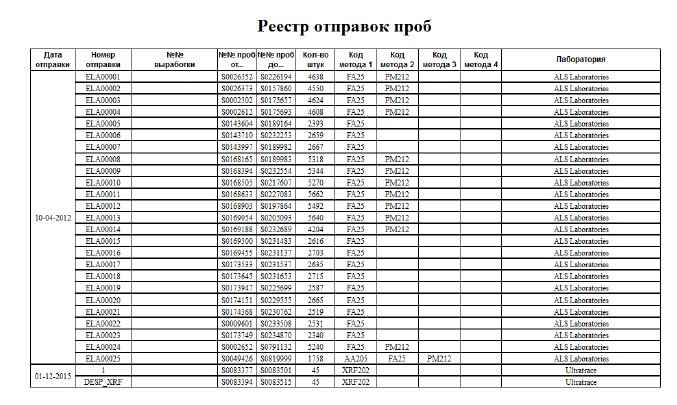 Реестр отправок проб
Дата отправки Номер отправки №№ выработки №№ проб от... №№ проб до... Кол-во штук Код метода 1 Код метода 2 Код метода 3 Код метода 4 Лаборатория
10-04-2012 ELA00001 S0026352 S0226194 4638 FA25 PM212 ALS Laboratories
ELA00002 S0026373 S0157860 4550 FA25 PM212 ALS Laboratories
ELA00003 S0002502 S0175657 4624 FA25 PM212 ALS Laboratories
ELA00004 S0002612 S0175693 4608 FA25 PM212 ALS Laboratories
ELA00005 S0143604 S0189164 2393 FA25 ALS Laboratories
ELA00006 S0143710 S0232253 2659 FA25 ALS Laboratories
ELA00007 S0143997 S0189982 2667 FA25 ALS Laboratories
ELA00008 S0168165 S0189983 5318 FA25 PM212 ALS Laboratories
ELA00009 S0168394 S0232554 5344 FA25 PM212 ALS Laboratories
ELA00010 S0168505 S0217607 5270 FA25 PM212 ALS Laboratories
ELA00011 S0168633 S0227083 5662 FA25 PM212 ALS Laboratories
ELA00012 S0168903 S0197864 5492 FA25 PM212 ALS Laboratories
ELA00013 S0169054 S0205093 5640 FA25 PM212 ALS Laboratories
ELA00014 S0169188 S0232689 4204 FA25 PM212 ALS Laboratories
ELA00015 S0169300 S0231483 2616 FA25 ALS Laboratories
ELA00016 S0169455 S0231137 2703 FA25 ALS Laboratories
ELA00017 S0173533 S0231537 2635 FA25 ALS Laboratories
ELA00018 S0173645 S0231653 2715 FA25 ALS Laboratories
ELA00019 S0173947 S0225699 2587 FA25 ALS Laboratories
ELA00020 S0174151 S0229555 2665 FA25 ALS Laboratories
ELA00021 S0174368 S0230762 2519 FA25 ALS Laboratories
ELA00022 S0009601 S0233508 2531 FA25 ALS Laboratories
ELA00023 S0173749 S0234870 2340 FA25 ALS Laboratories
ELA00024 S0002652 S0791132 5240 FA25 PM212 ALS Laboratories
ELA00025 S0049426 S0819999 1758 AA205 FA25 PM212 ALS Laboratories
01-12-2015 1 S0083377 S0083501 45 XRF202 Ultratrace
DESP_XRF S0083394 S0083515 45 XRF202 Ultratrace